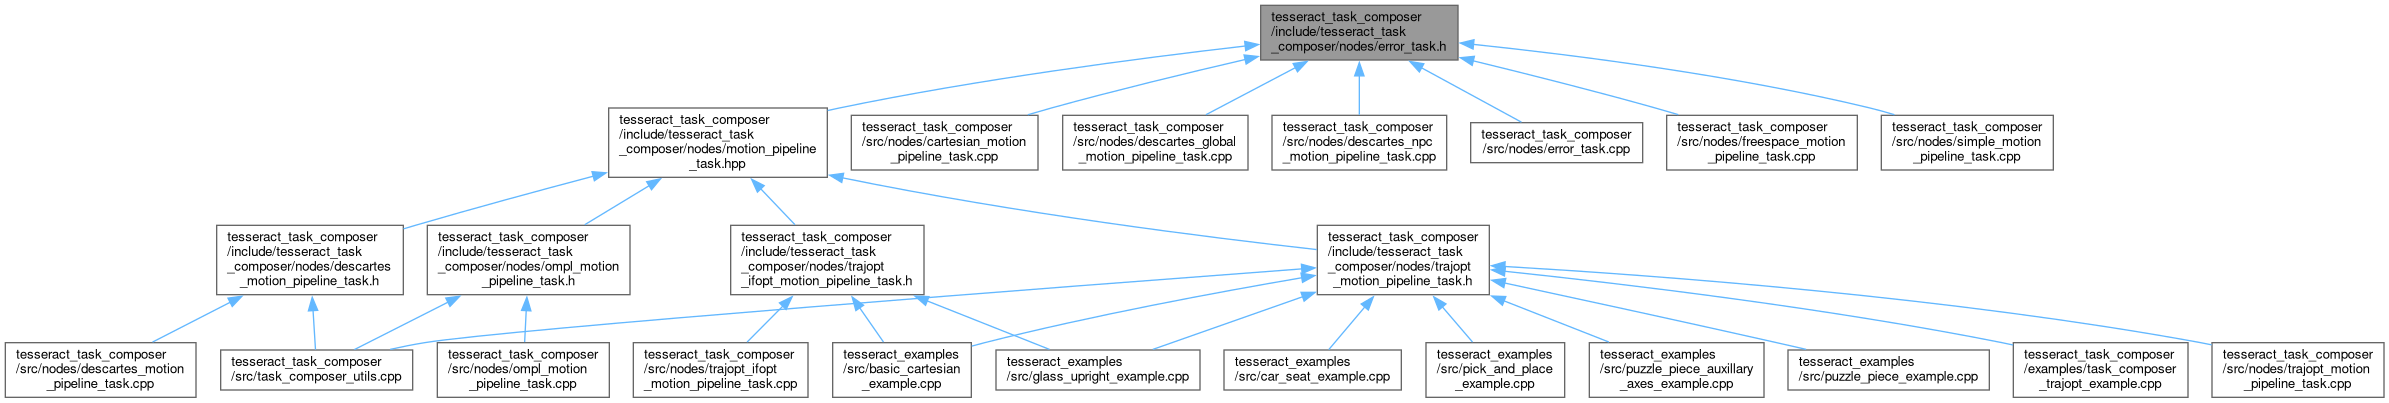 tesseract_task_composer
/include/tesseract_task
_composer/nodes/error_task.h
tesseract_task_composer
/include/tesseract_task
_composer/nodes/motion_pipeline
_task.hpp
tesseract_task_composer
/src/nodes/cartesian_motion
_pipeline_task.cpp
tesseract_task_composer
/src/nodes/descartes_global
_motion_pipeline_task.cpp
tesseract_task_composer
/src/nodes/descartes_npc
_motion_pipeline_task.cpp
tesseract_task_composer
/src/nodes/error_task.cpp
tesseract_task_composer
/src/nodes/freespace_motion
_pipeline_task.cpp
tesseract_task_composer
/src/nodes/simple_motion
_pipeline_task.cpp
tesseract_task_composer
/include/tesseract_task
_composer/nodes/descartes
_motion_pipeline_task.h
tesseract_task_composer
/include/tesseract_task
_composer/nodes/ompl_motion
_pipeline_task.h
tesseract_task_composer
/include/tesseract_task
_composer/nodes/trajopt
_ifopt_motion_pipeline_task.h
tesseract_task_composer
/include/tesseract_task
_composer/nodes/trajopt
_motion_pipeline_task.h
tesseract_task_composer
/src/nodes/descartes_motion
_pipeline_task.cpp
tesseract_task_composer
/src/task_composer_utils.cpp
tesseract_task_composer
/src/nodes/ompl_motion
_pipeline_task.cpp
tesseract_task_composer
/src/nodes/trajopt_ifopt
_motion_pipeline_task.cpp
tesseract_examples
/src/basic_cartesian
_example.cpp
tesseract_examples
/src/glass_upright_example.cpp
tesseract_examples
/src/car_seat_example.cpp
tesseract_examples
/src/pick_and_place
_example.cpp
tesseract_examples
/src/puzzle_piece_auxillary
_axes_example.cpp
tesseract_examples
/src/puzzle_piece_example.cpp
tesseract_task_composer
/examples/task_composer
_trajopt_example.cpp
tesseract_task_composer
/src/nodes/trajopt_motion
_pipeline_task.cpp